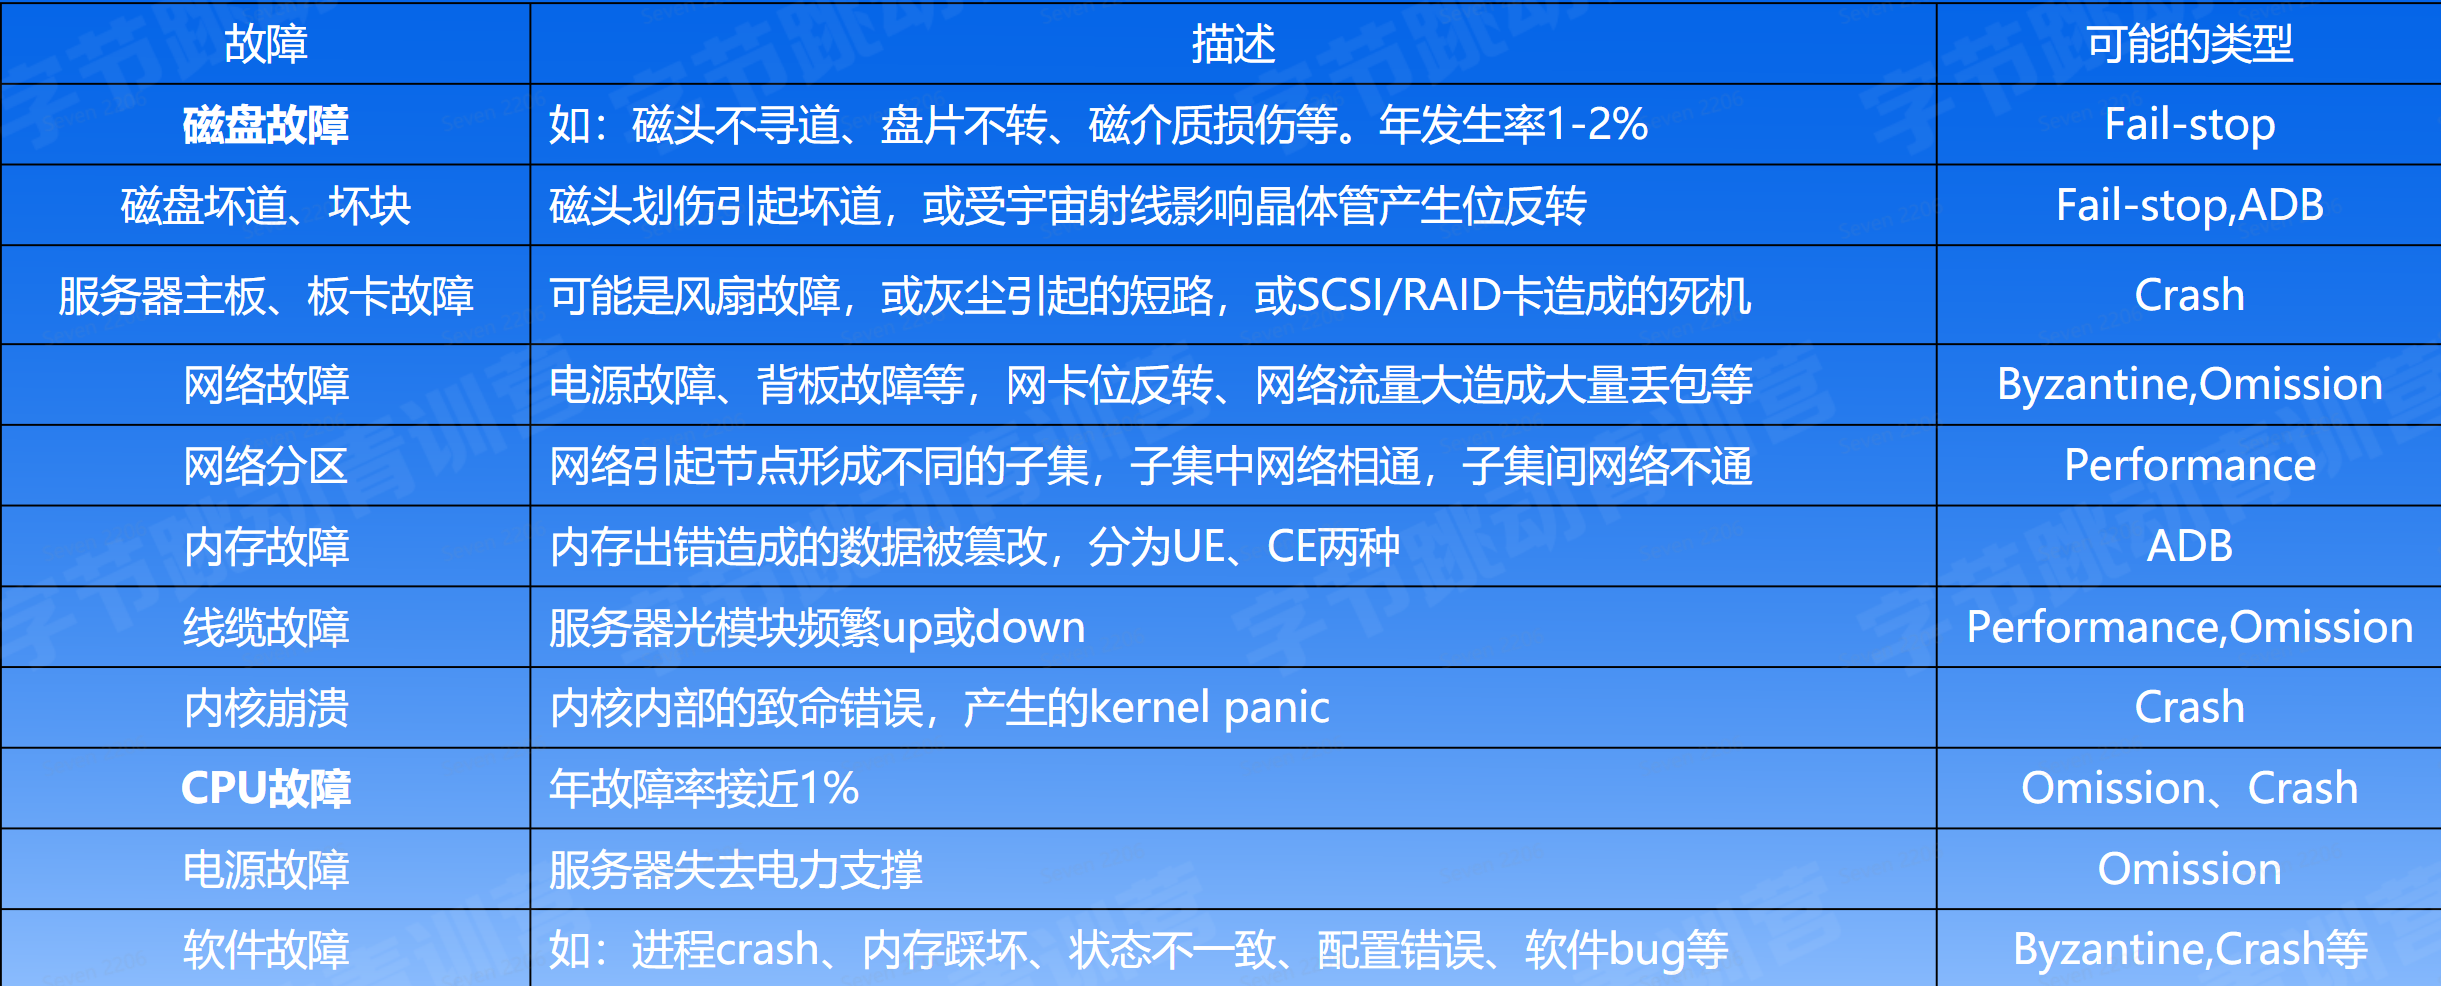 故障 描述 可能的类型
磁盘故障 如：磁头不寻道、盘片不转、磁介质损伤等。年发生率1-2% Fail-stop
磁盘坏道、坏块 磁头划伤引起坏道，或受宇宙射线影响晶体管产生位反转 Fail-stop,ADB
服务器主板、板卡故障 可能是风扇故障，或灰尘引起的短路，或SCSI/RAID卡造成的死机 Crash
网络故障 电源故障、背板故障等，网卡位反转、网络流量大造成大量丢包等 Byzantine,Omission
网络分区 网络引起节点形成不同的子集，子集中网络相通，子集间网络不通 Performance
内存故障 内存出错造成的数据被篡改，分为UE、CE两种 ADB
线缆故障 服务器光模块频繁up或down Performance,Omission
内核崩溃 内核内部的致命错误，产生的kernel panic Crash
CPU故障 年故障率接近1% Omission、Crash
电源故障 服务器失去电力支撑 Omission
软件故障 如：进程crash、内存踩坏、状态不一致、配置错误、软件bug等 Byzantine,Crash等
字节跳动青训营
Seven 2206